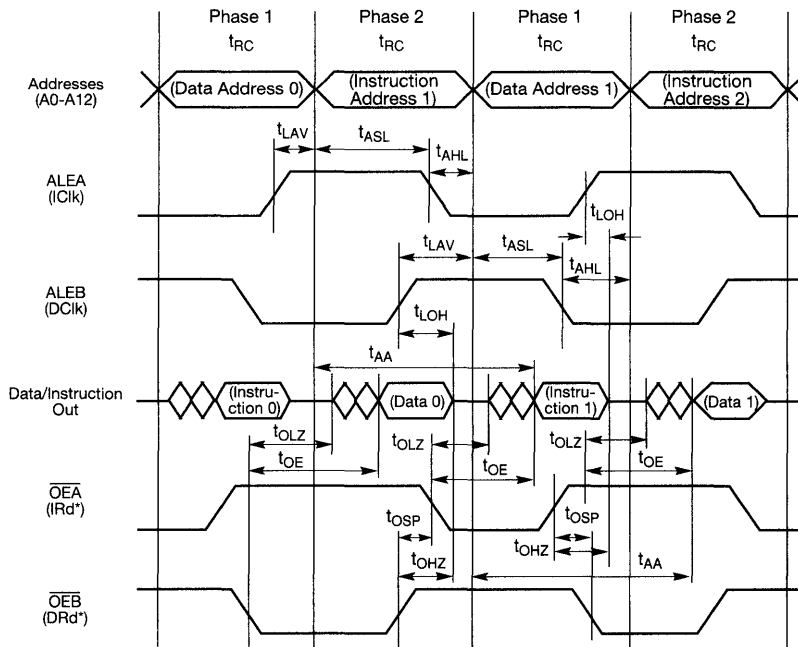 Phase 1 Phase 2 Phase 1 Phase 2
tRC tRC tRC tRC
Addresses
(A0-A12)
(Data Address 0) (Instruction Address 1) (Data Address 1) (Instruction Address 2)
tLAV tASL tAHL
ALEA
(IClk)
tLOH
tLAV tASL tAHL
ALEB
(DClk)
tLOH
tAA
Data/Instruction
Out
(Instru-
ction 0)
(Data 0)
(Instru-
ction 1)
(Data 1)
tOLZ tOLZ tOLZ
tOE tOE tOE
OEA
(IRd*)
tOSP tOSP
tOHZ tOHZ tAA
OEB
(DRd*)